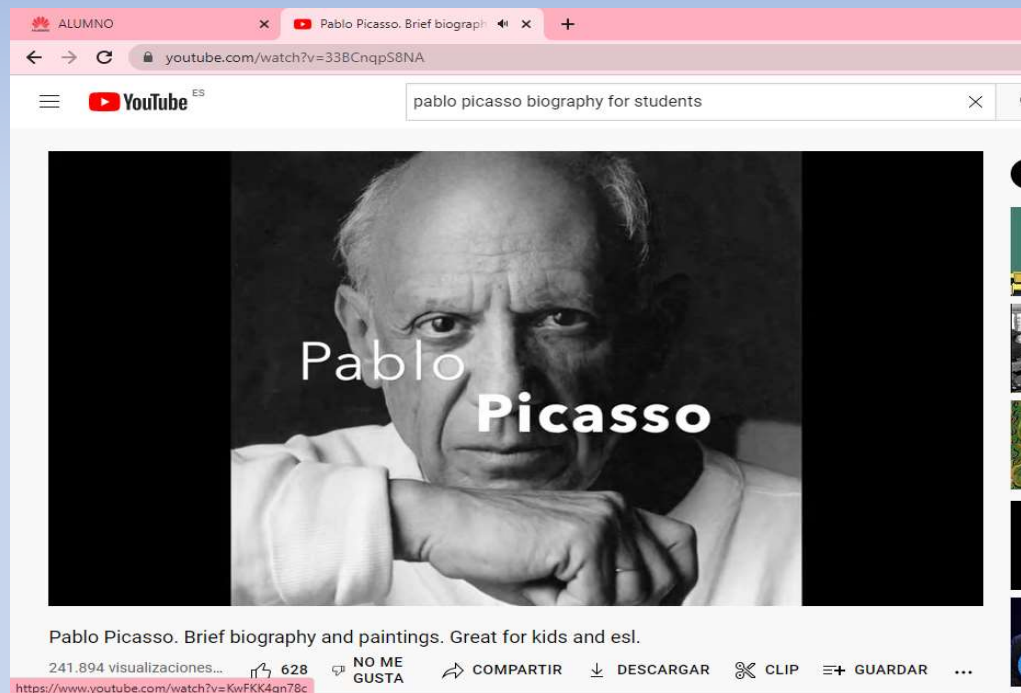 ALUMNO
Pablo Picasso. Brief biograph
youtube.com/watch?v=33BCnqpS8NA
YouTube ES
pablo picasso biography for students
Pablo
Picasso
Pablo Picasso. Brief biography and paintings. Great for kids and esl.
241.894 visualizaciones... 628 NO ME GUSTA COMPARTIR DESCARGAR CLIP GUARDAR ...
https://www.youtube.com/watch?v=KwFKK4qn78c